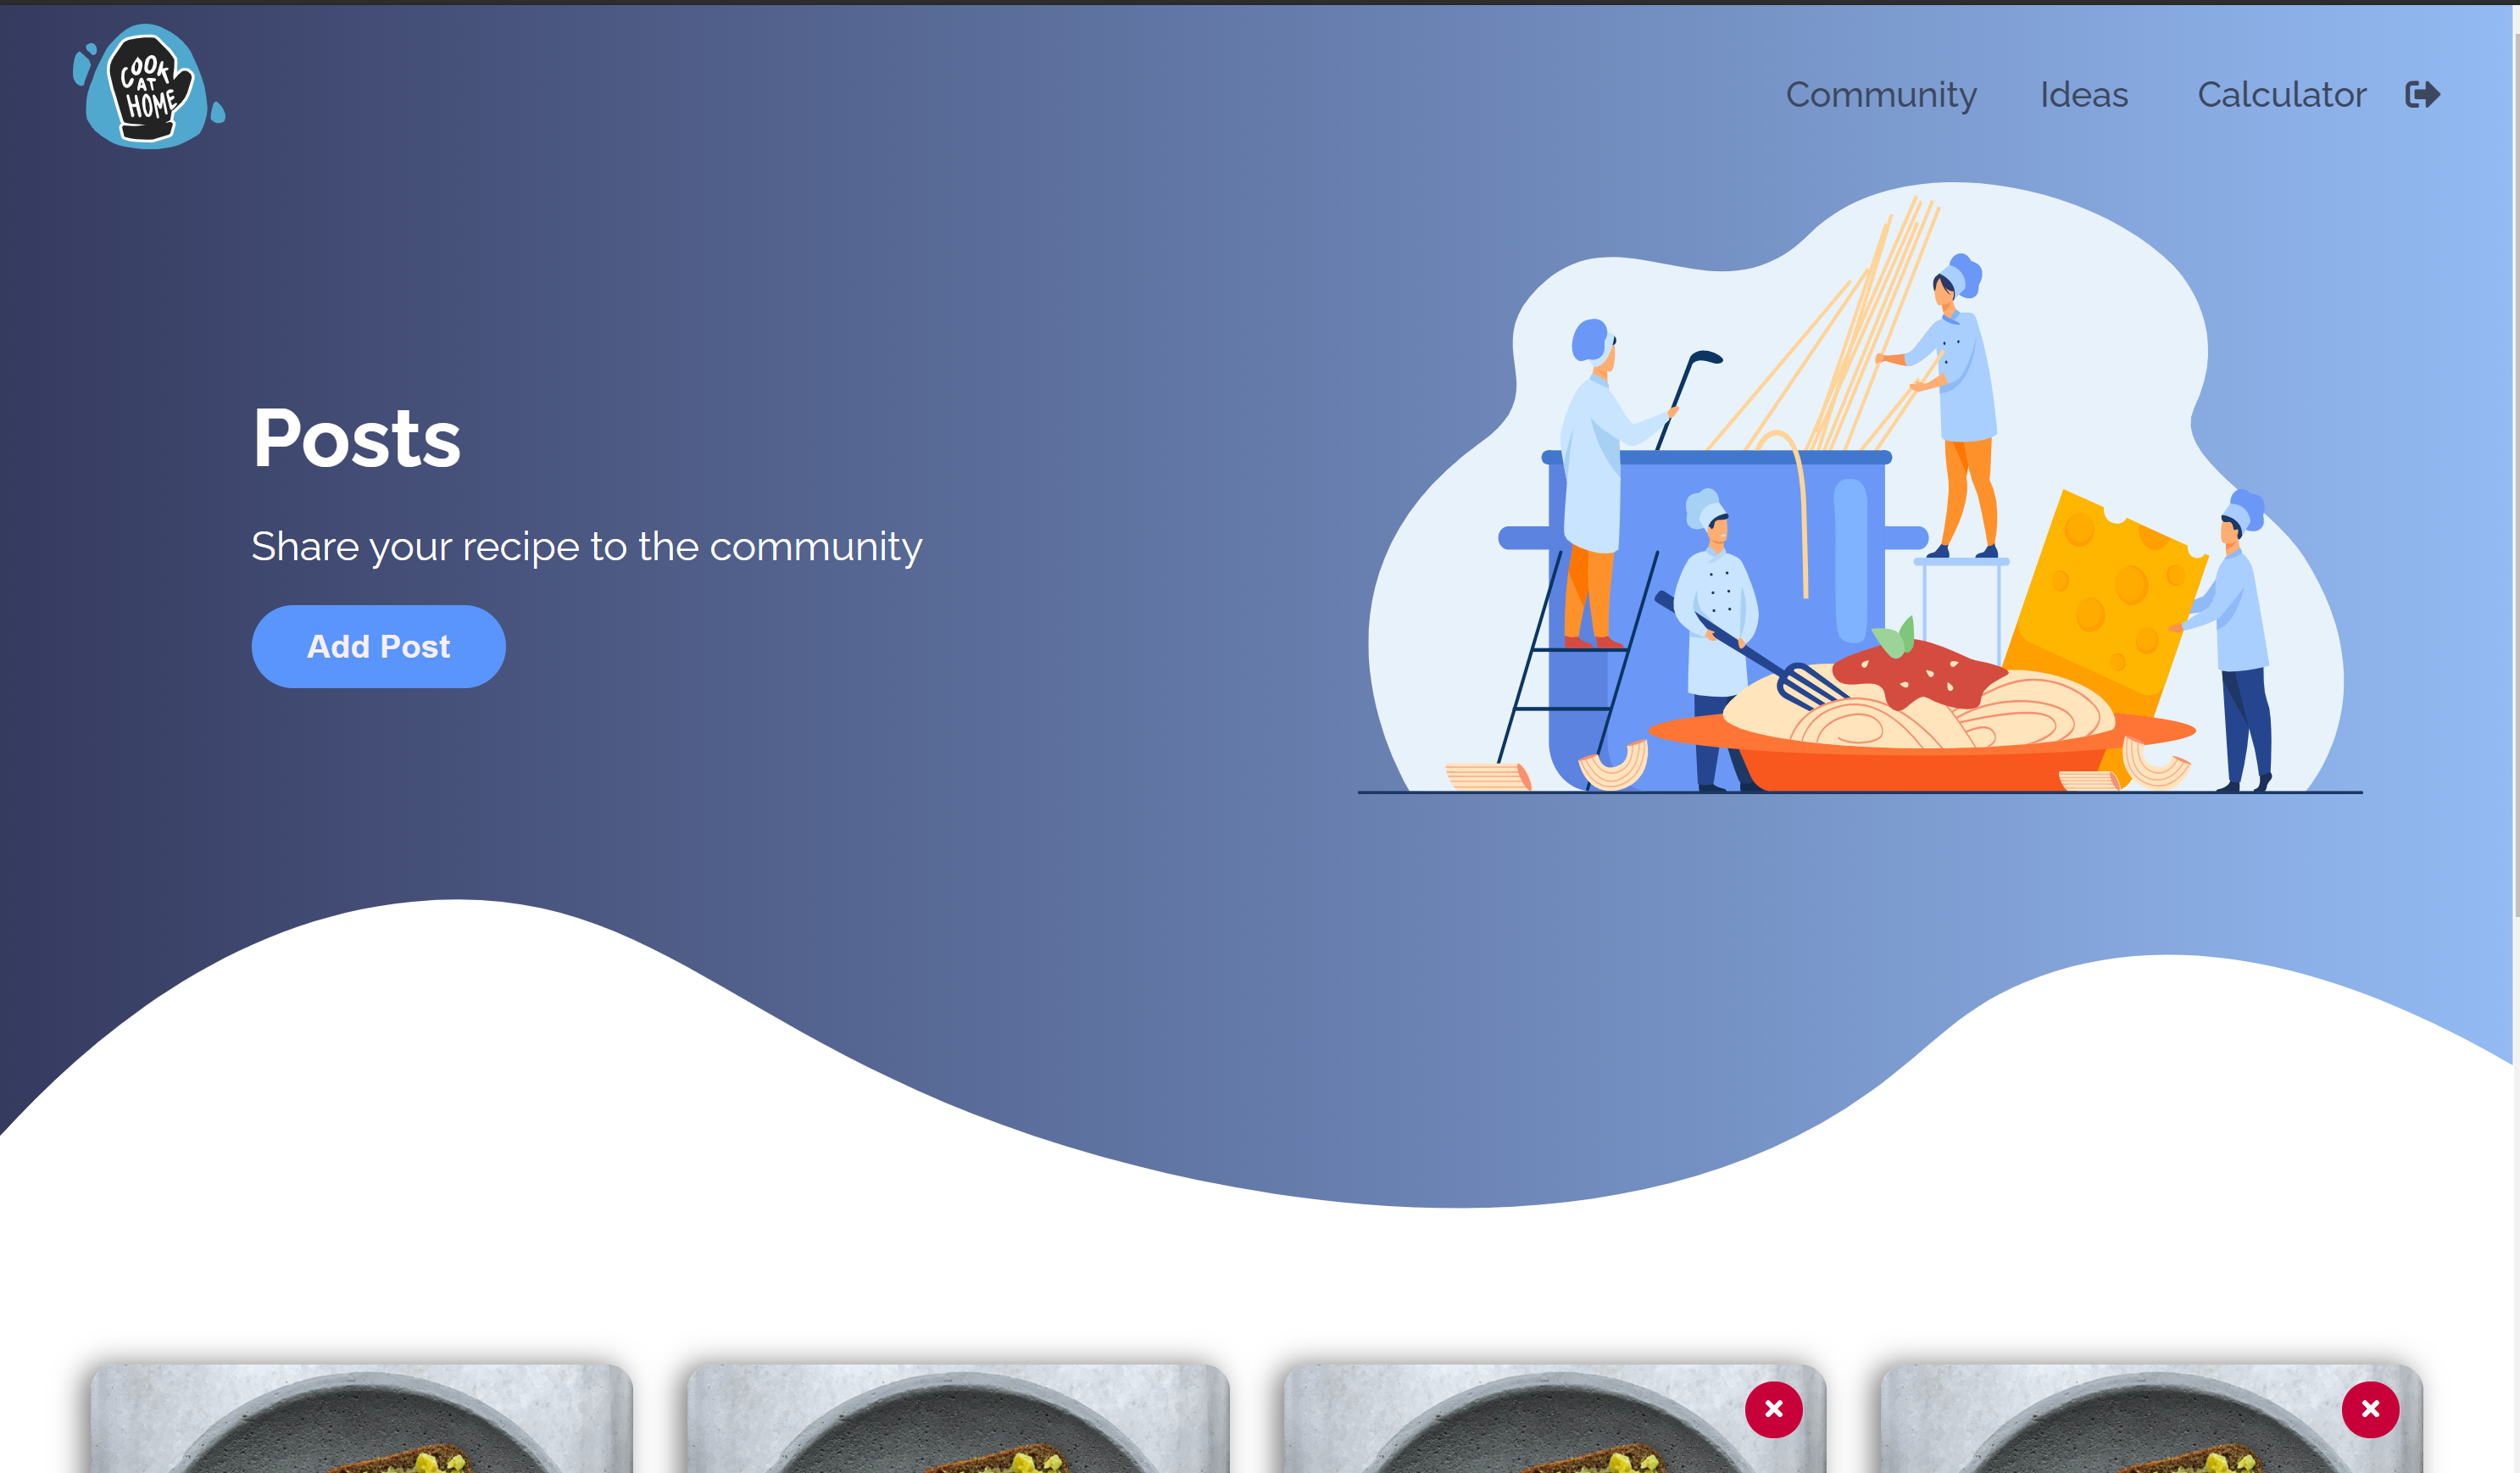 COOK
AT
HOME
Community Ideas Calculator
Posts
Share your recipe to the community
Add Post